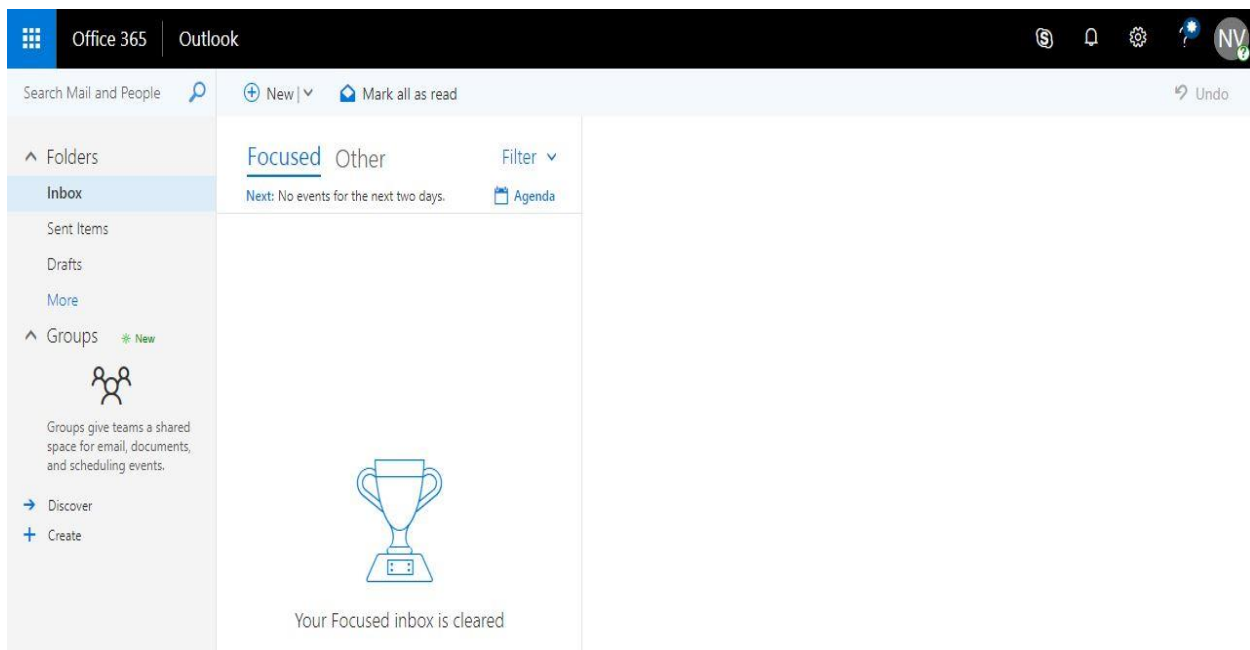 Office 365 Outlook NV
Search Mail and People New Mark all as read Undo
Folders
Inbox
Sent Items
Drafts
More
Groups New
Groups give teams a shared
space for email, documents,
and scheduling events.
Discover
Create
Focused Other Filter
Next: No events for the next two days. Agenda
Your Focused inbox is cleared